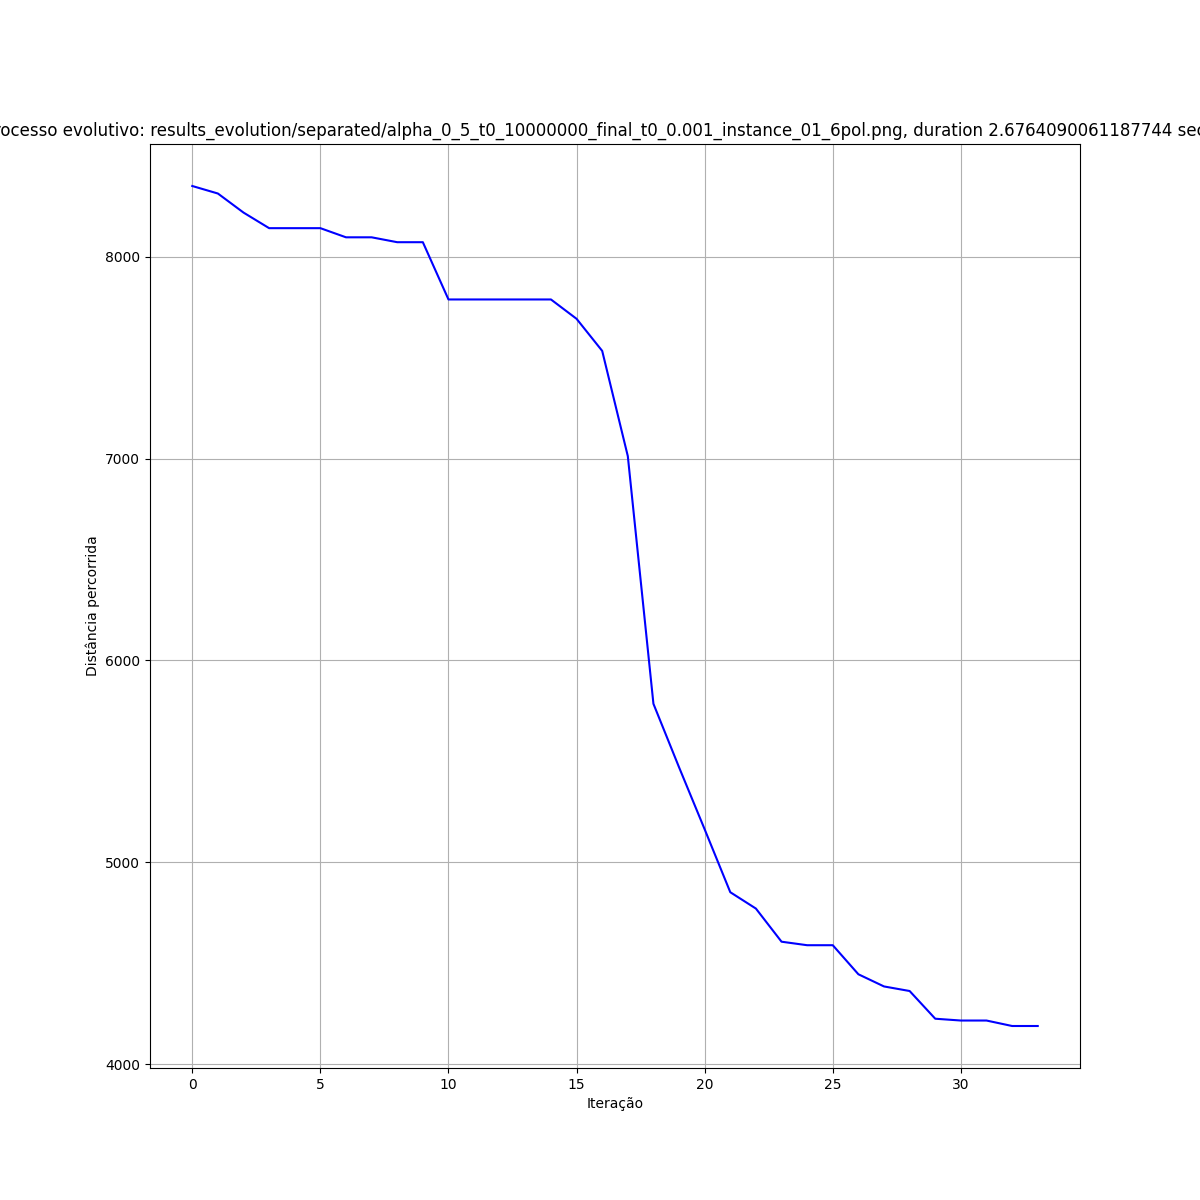 ocesso evolutivo: results_evolution/separated/alpha_0_5_t0_10000000_final_t0_0.001_instance_01_6pol.png, duration 2.6764090061187744 sec
8000
7000
6000
5000
4000
Distância percorrida
0 5 10 15 20 25 30
Iteração